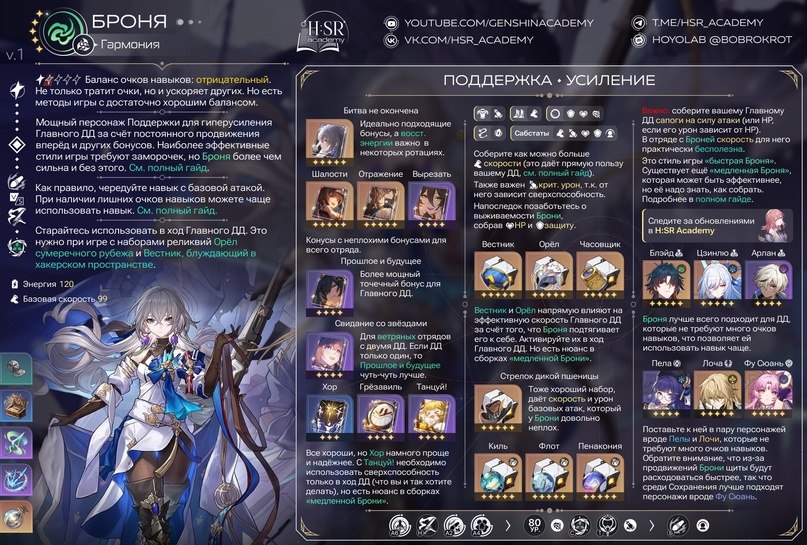 v.1
БРОНЯ
Гармония
H:SR
academy
YOUTUBE.COM/GENSHINACADEMY
VK.COM/HSR_ACADEMY
T.ME/HSR_ACADEMY
HOYOLAB @BOBROKROT
Баланс очков навыков: отрицательный.
Не только тратит очки, но и ускоряет других. Но есть
методы игры с достаточно хорошим балансом.
Мощный персонаж Поддержки для гиперусиления
Главного ДД за счёт постоянного продвижения
вперёд и других бонусов. Наиболее эффективные
стили игры требуют заморочек, но Броня более чем
сильна и без этого. См. полный гайд.
Как правило, чередуйте навык с базовой атакой.
При наличии лишних очков навыков можете чаще
использовать навык. См. полный гайд.
Старайтесь использовать в ход Главного ДД. Это
нужно при игре с наборами реликвий Орёл
сумеречного рубежа и Вестник, блуждающий в
хакерском пространстве.
Энергия 120
Базовая скорость 99
ПОДДЕРЖКА • УСИЛЕНИЕ
Битва не окончена
Идеально подходящие
бонусы, а восст.
энергии важно в
некоторых ротациях.
Шалости
Отражение
Вырезать
Конусы с неплохими бонусами для
всего отряда.
Прошлое и будущее
Более мощный
точечный бонус для
Главного ДД.
Свидание со звёздами
Для ветряных отрядов
с двумя ДД. Если ДД
только один, то
Прошлое и будущее
чуть-чуть лучше.
Хор
Грёзавиль
Танцуй!
Все хороши, но Хор намного проще
и надёжнее. С Танцуй! необходимо
использовать сверхспособность
только в ход ДД (что вы и так хотите
делать), но есть нюанс в сборках
«медленной Брони».
Сабстаты
Соберите как можно больше
скорости (это даёт прямую пользу
вашему ДД, см. полный гайд).
Также важен крит. урон, т.к. от
него зависит сверхспособность.
Напоследок позаботьтесь о
выживаемости Брони,
собрав HP и защиту.
Вестник
Орёл
Часовщик
Вестник и Орёл напрямую влияют на
эффективную скорость Главного ДД
за счёт того, что Броня подтягивает
его к себе. Активируйте их в ход
Главного ДД. Но есть нюанс в
сборках «медленной Брони».
Стрелок дикой пшеницы
Тоже хороший набор,
даёт скорость и урон
базовых атак, который
у Брони довольно
неплох.
Киль
Флот
Пенакония
Важно: соберите вашему Главному
ДД сапоги на силу атаки (или HP,
если его урон зависит от HP).
В отряде с Броней скорость для него
практически бесполезна.
Это стиль игры «быстрая Броня».
Существует ещё «медленная Броня»,
которая может быть эффективнее,
но её надо знать, как собрать.
Подробнее в полном гайде.
Следите за обновлениями
в H:SR Academy
Блэйд
Цзинлю
Арлан
Броня лучше всего подходит для ДД,
которые не требуют много очков
навыков, что позволяет ей
использовать навык чаще.
Пела
Лоча
Фу Сюань
Поставьте к ней в пару персонажей
вроде Пелы и Лочи, которые не
требуют много очков навыков.
Обратите внимание, что из-за
продвижений Брони щиты будут
расходоваться быстрее, так что
среди Сохранения лучше подходят
персонажи вроде Фу Сюань.
80
УР.